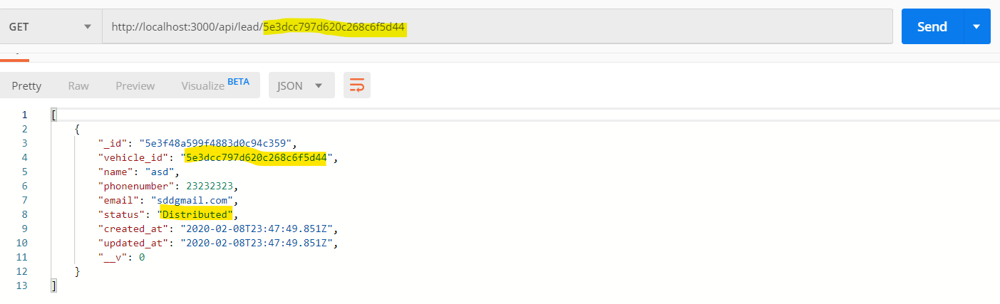 GET http://localhost:3000/api/lead/5e3dcc797d620c268c6f5d44 Send
Pretty Raw Preview Visualize BETA JSON
1 [
2 {
3 "_id": "5e3f48a599f4883d0c94c359",
4 "vehicle_id": "5e3dcc797d620c268c6f5d44",
5 "name": "asd",
6 "phonenumber": 23232323,
7 "email": "sddgmail.com",
8 "status": "Distributed",
9 "created_at": "2020-02-08T23:47:49.851Z",
10 "updated_at": "2020-02-08T23:47:49.851Z",
11 "__v": 0
12 }
13 ]